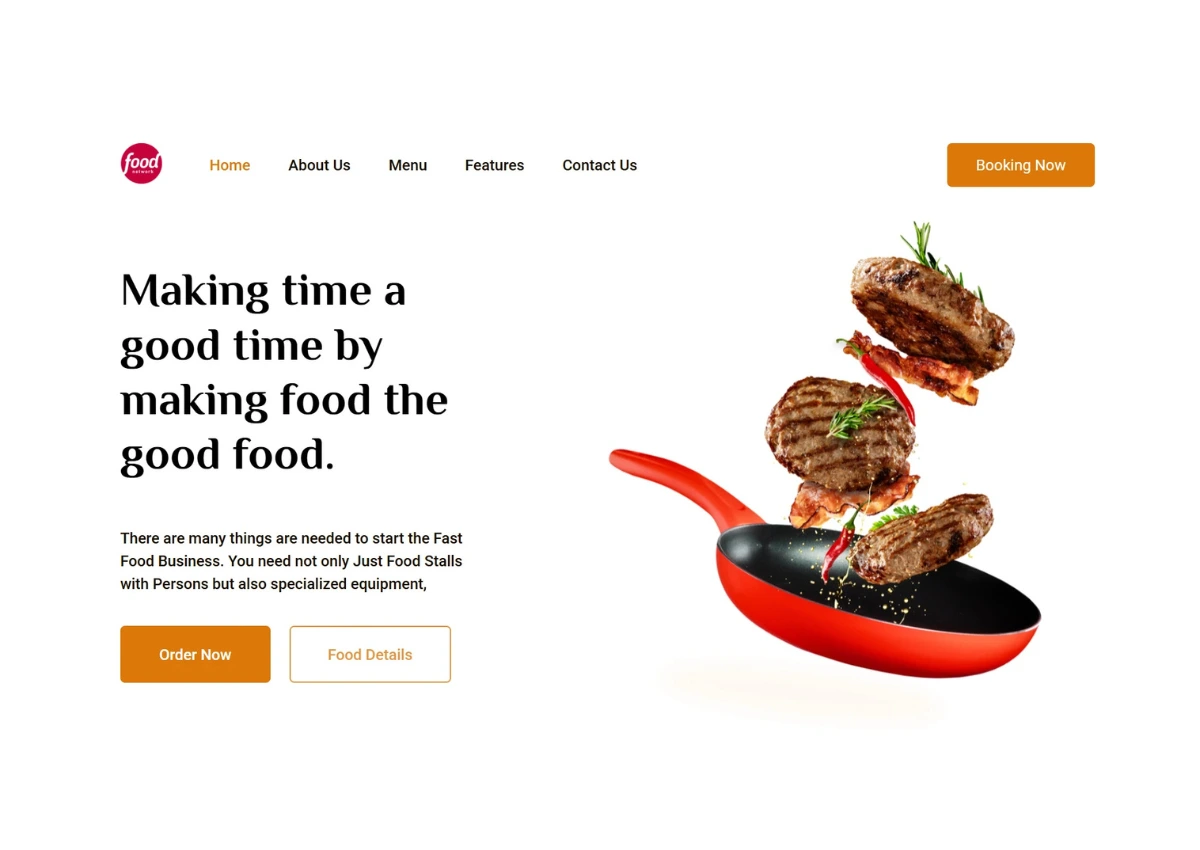 food
network
Home
About Us
Menu
Features
Contact Us
Booking Now
Making time a
good time by
making food the
good food.
There are many things are needed to start the Fast
Food Business. You need not only Just Food Stalls
with Persons but also specialized equipment,
Order Now
Food Details